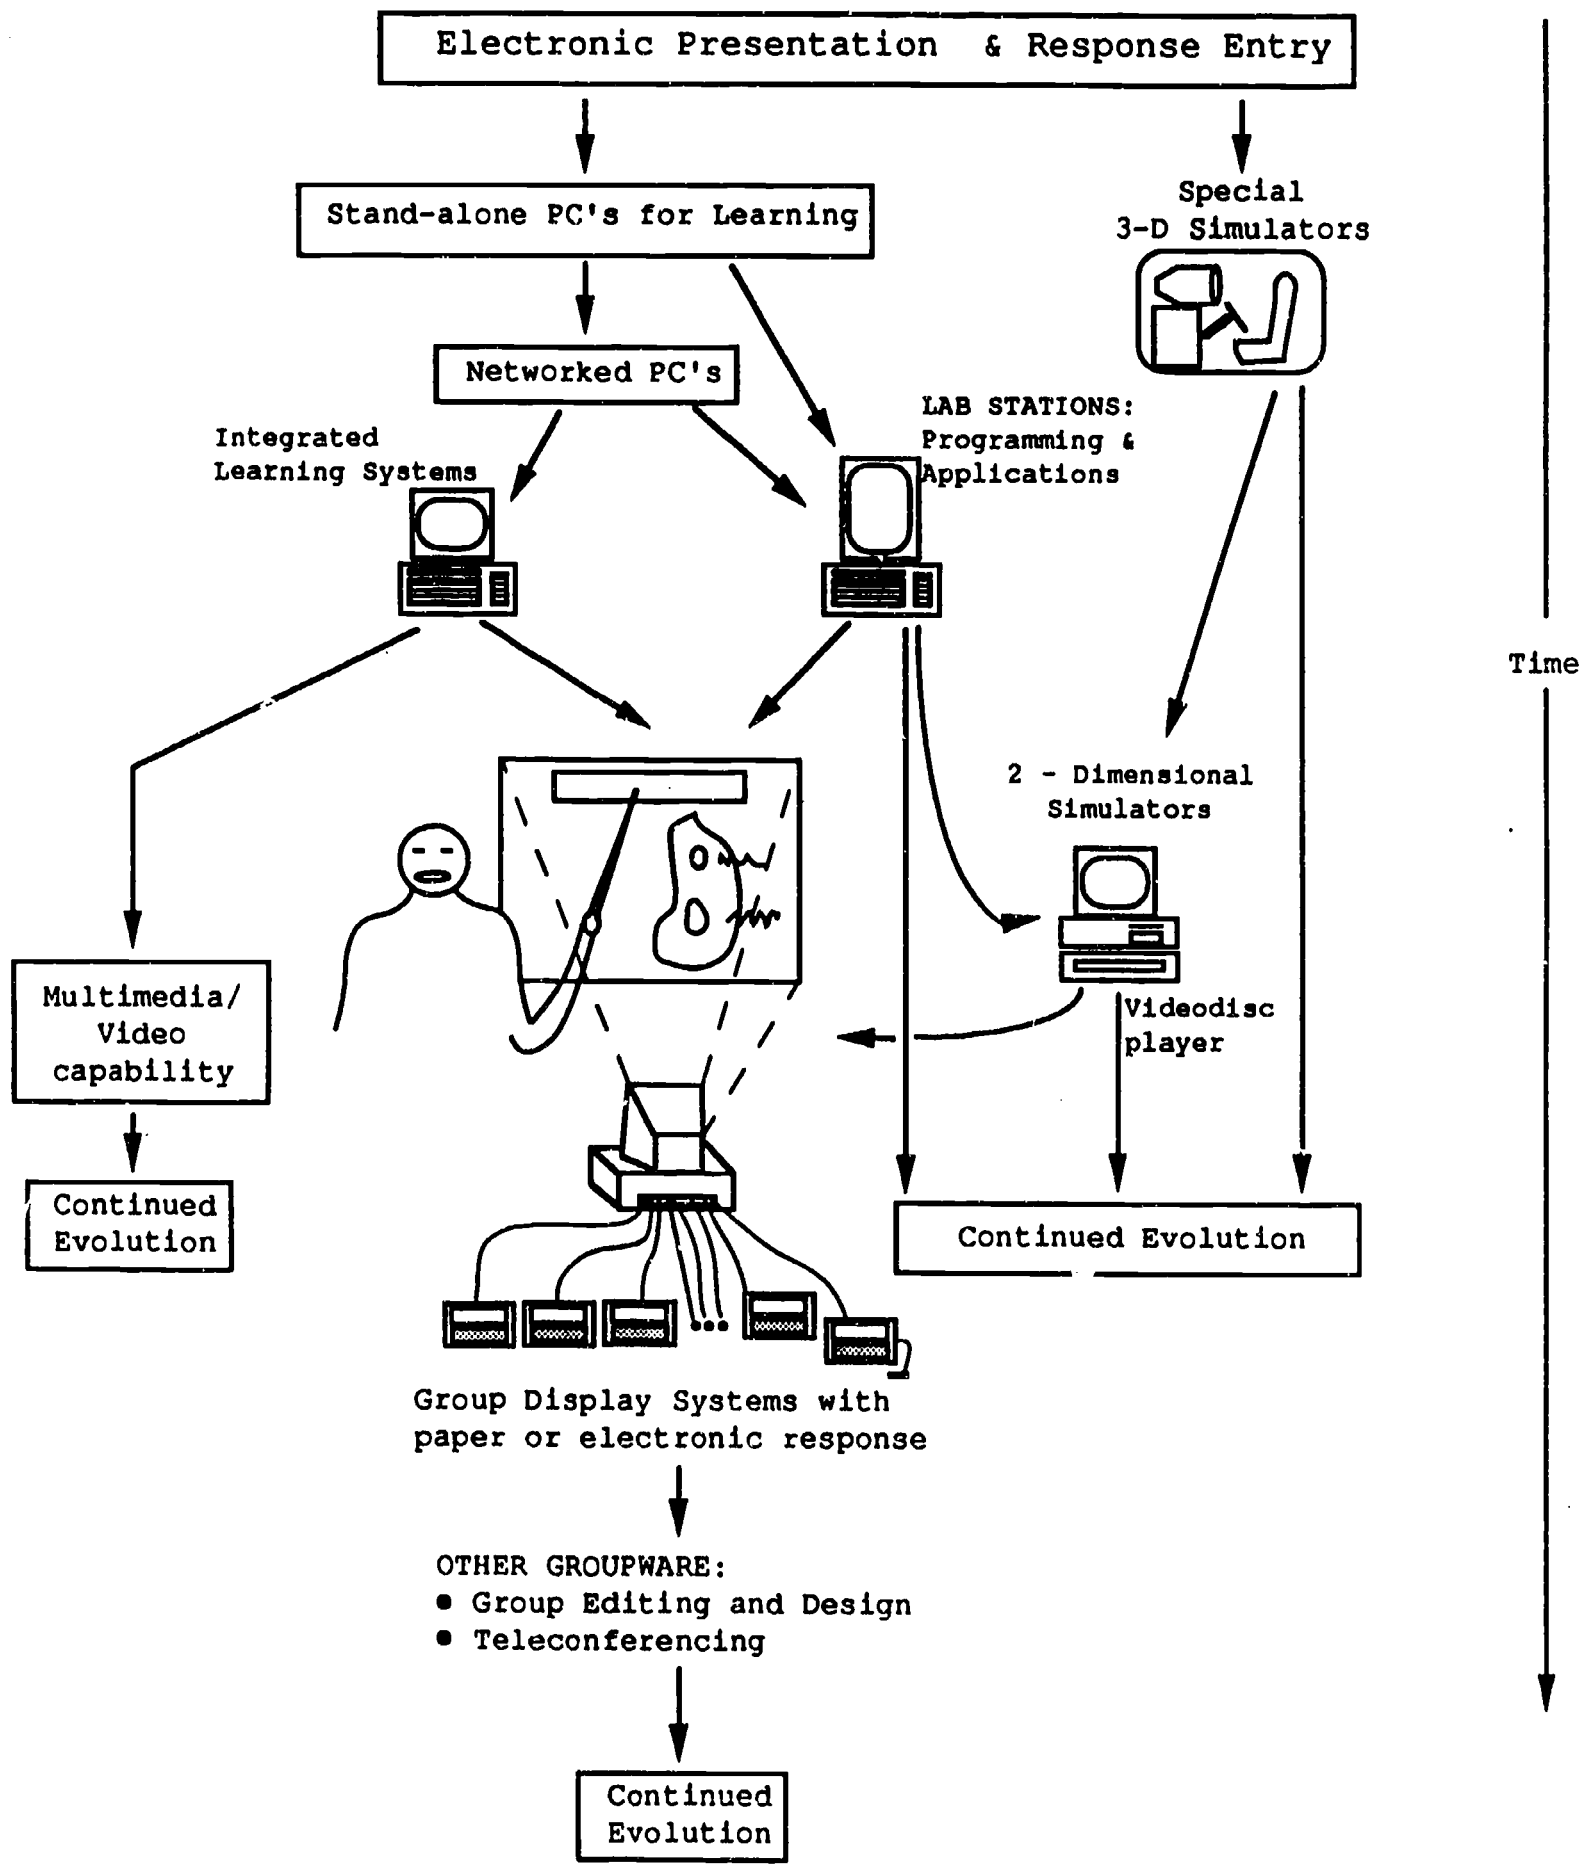 Electronic Presentation & Response Entry
Stand-alone PC's for Learning
Special
3-D Simulators
Networked PC's
LAB STATIONS:
Programming &
Applications
Integrated
Learning Systems
Time
2 - Dimensional
Simulators
Multimedia/
Video
capability
Videodisc
player
Continued
Evolution
Continued Evolution
Group Display Systems with
paper or electronic response
OTHER GROUPWARE:
• Group Editing and Design
• Teleconferencing
Continued
Evolution